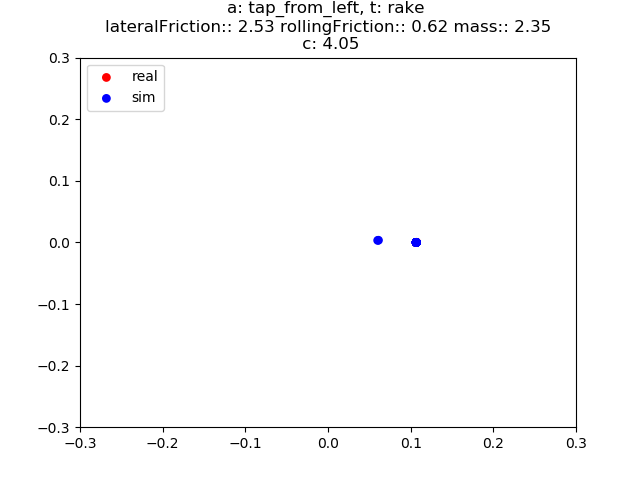 a: tap_from_left, t: rake
lateralFriction:: 2.53 rollingFriction:: 0.62 mass:: 2.35
c: 4.05
real
sim
0.3
0.2
0.1
0.0
−0.1
−0.2
−0.3
−0.3 −0.2 −0.1 0.0 0.1 0.2 0.3